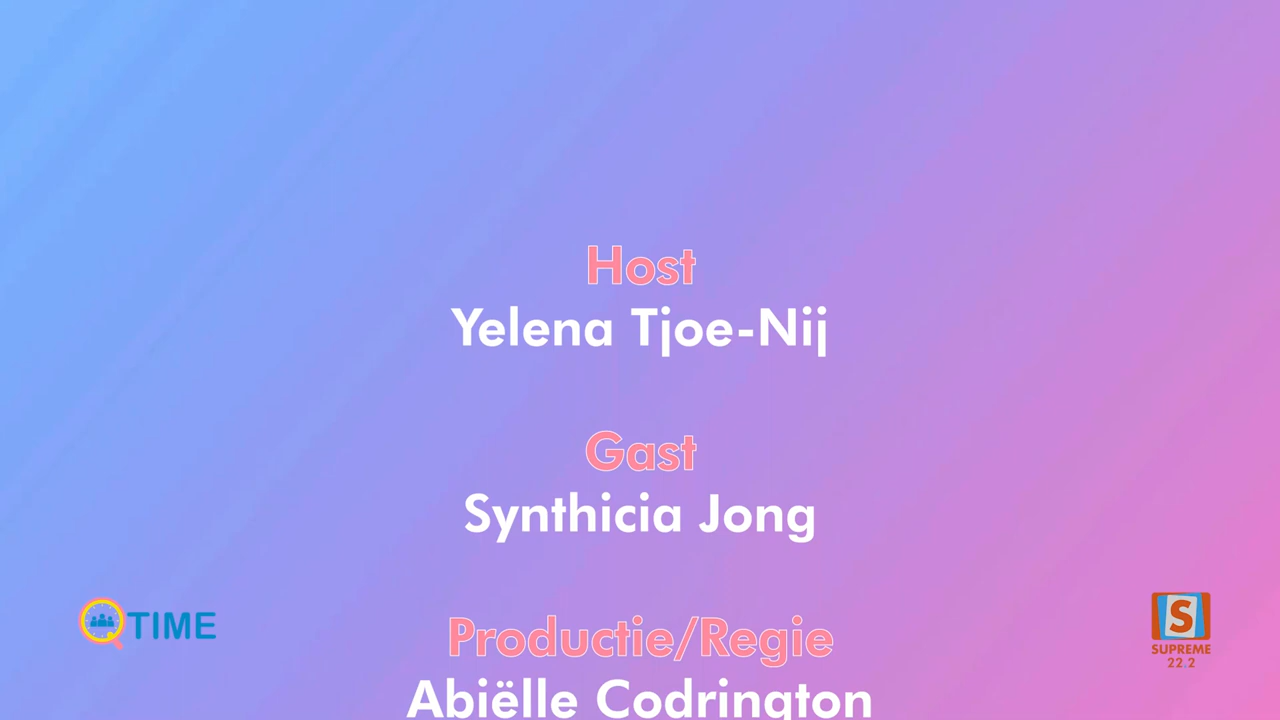 Host
Yelena Tjoe-Nij
Gast
Synthicia Jong
QTIME
Productie/Regie
Abiëlle Codrington
S
SUPREME
22.2